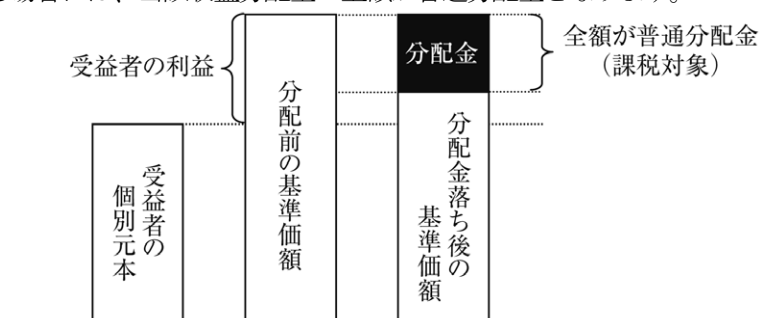 受益者の利益
分配金
全額が普通分配金
（課税対象）
受益者の
個別元本
分配前の基準価額
分配金落ち後の
基準価額